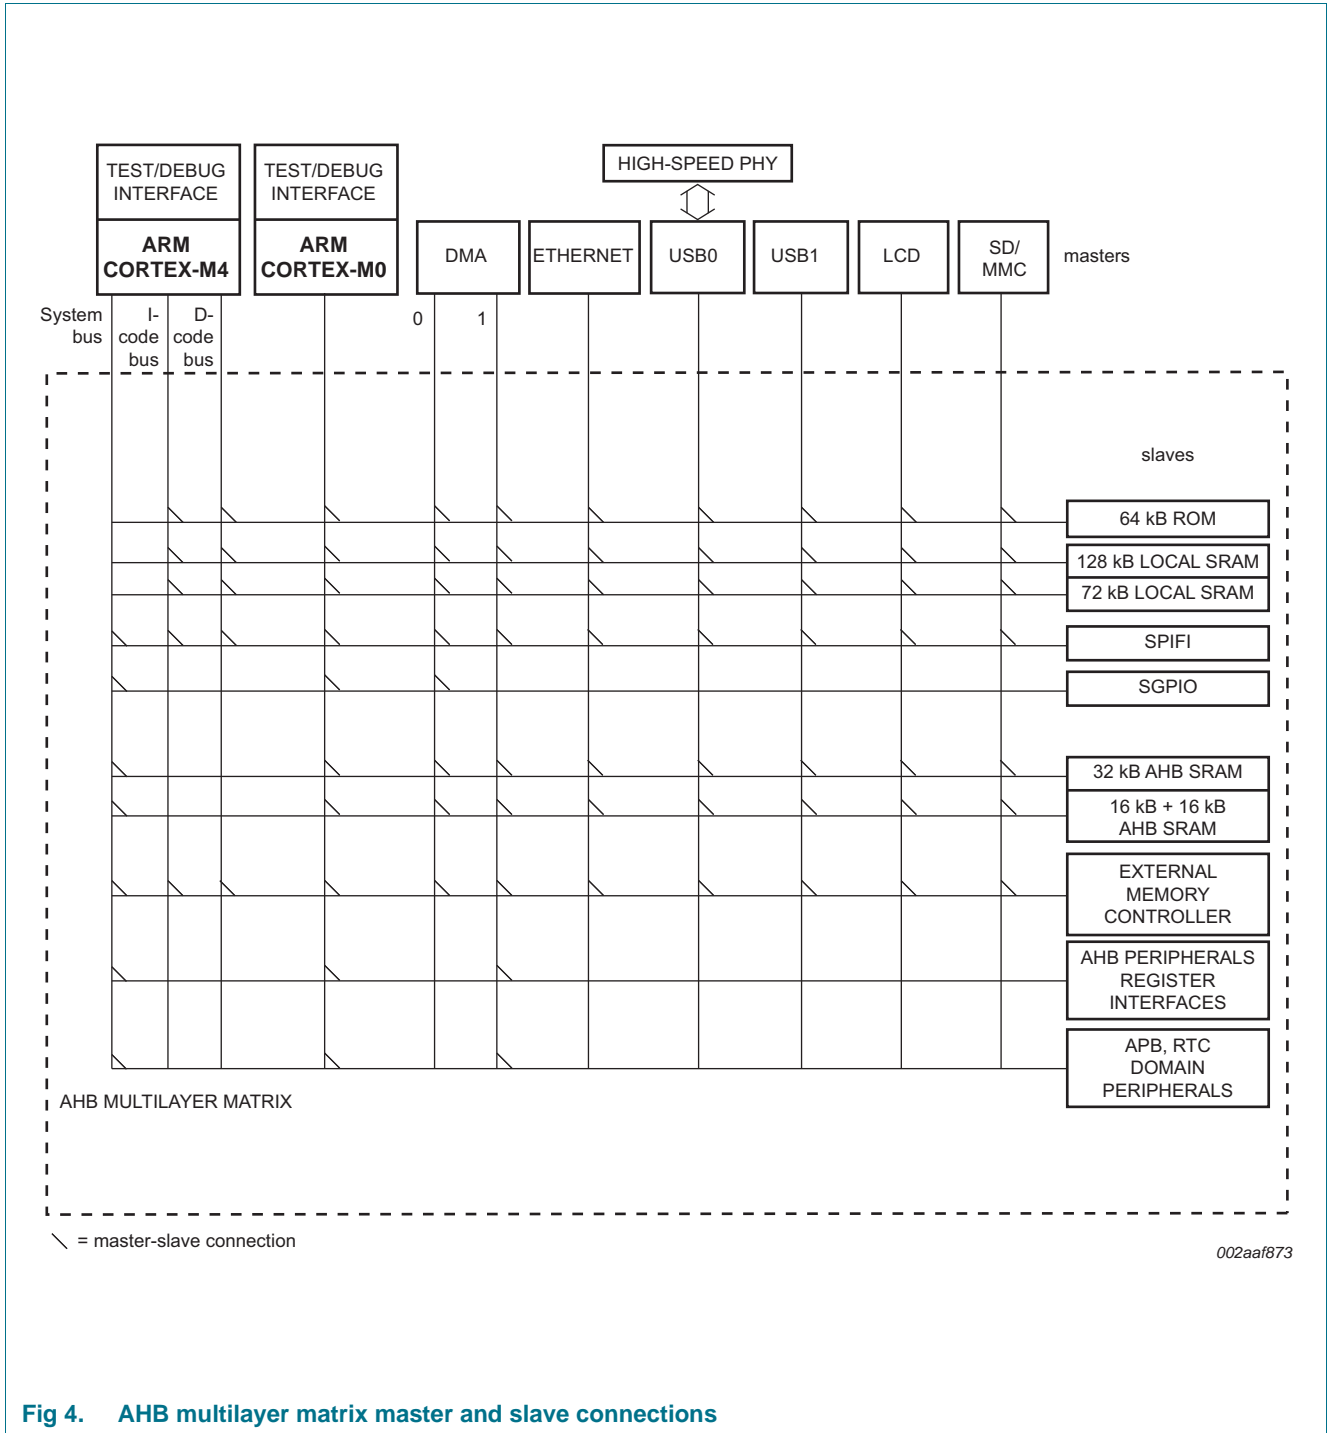 HIGH-SPEED PHY
TEST/DEBUG
INTERFACE
ARM
CORTEX-M4
TEST/DEBUG
INTERFACE
ARM
CORTEX-M0
DMA
ETHERNET
USB0
USB1
LCD
SD/
MMC
masters
System
bus
I-
code
bus
D-
code
bus
0
1
slaves
64 kB ROM
128 kB LOCAL SRAM
72 kB LOCAL SRAM
SPIFI
SGPIO
32 kB AHB SRAM
16 kB + 16 kB
AHB SRAM
EXTERNAL
MEMORY
CONTROLLER
AHB PERIPHERALS
REGISTER
INTERFACES
APB, RTC
DOMAIN
PERIPHERALS
AHB MULTILAYER MATRIX
= master-slave connection
002aaf873
Fig 4. AHB multilayer matrix master and slave connections